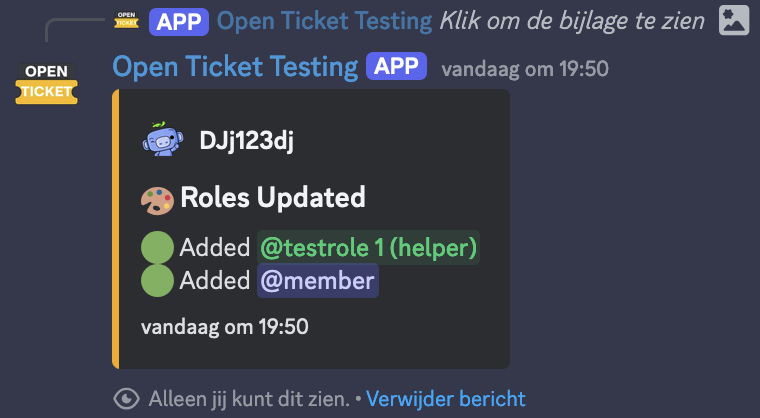 OPEN TICKET APP Open Ticket Testing Klik om de bijlage te zien
OPEN TICKET
Open Ticket Testing APP vandaag om 19:50
DJj123dj
Roles Updated
Added @testrole 1 (helper)
Added @member
vandaag om 19:50
Alleen jij kunt dit zien. • Verwijder bericht